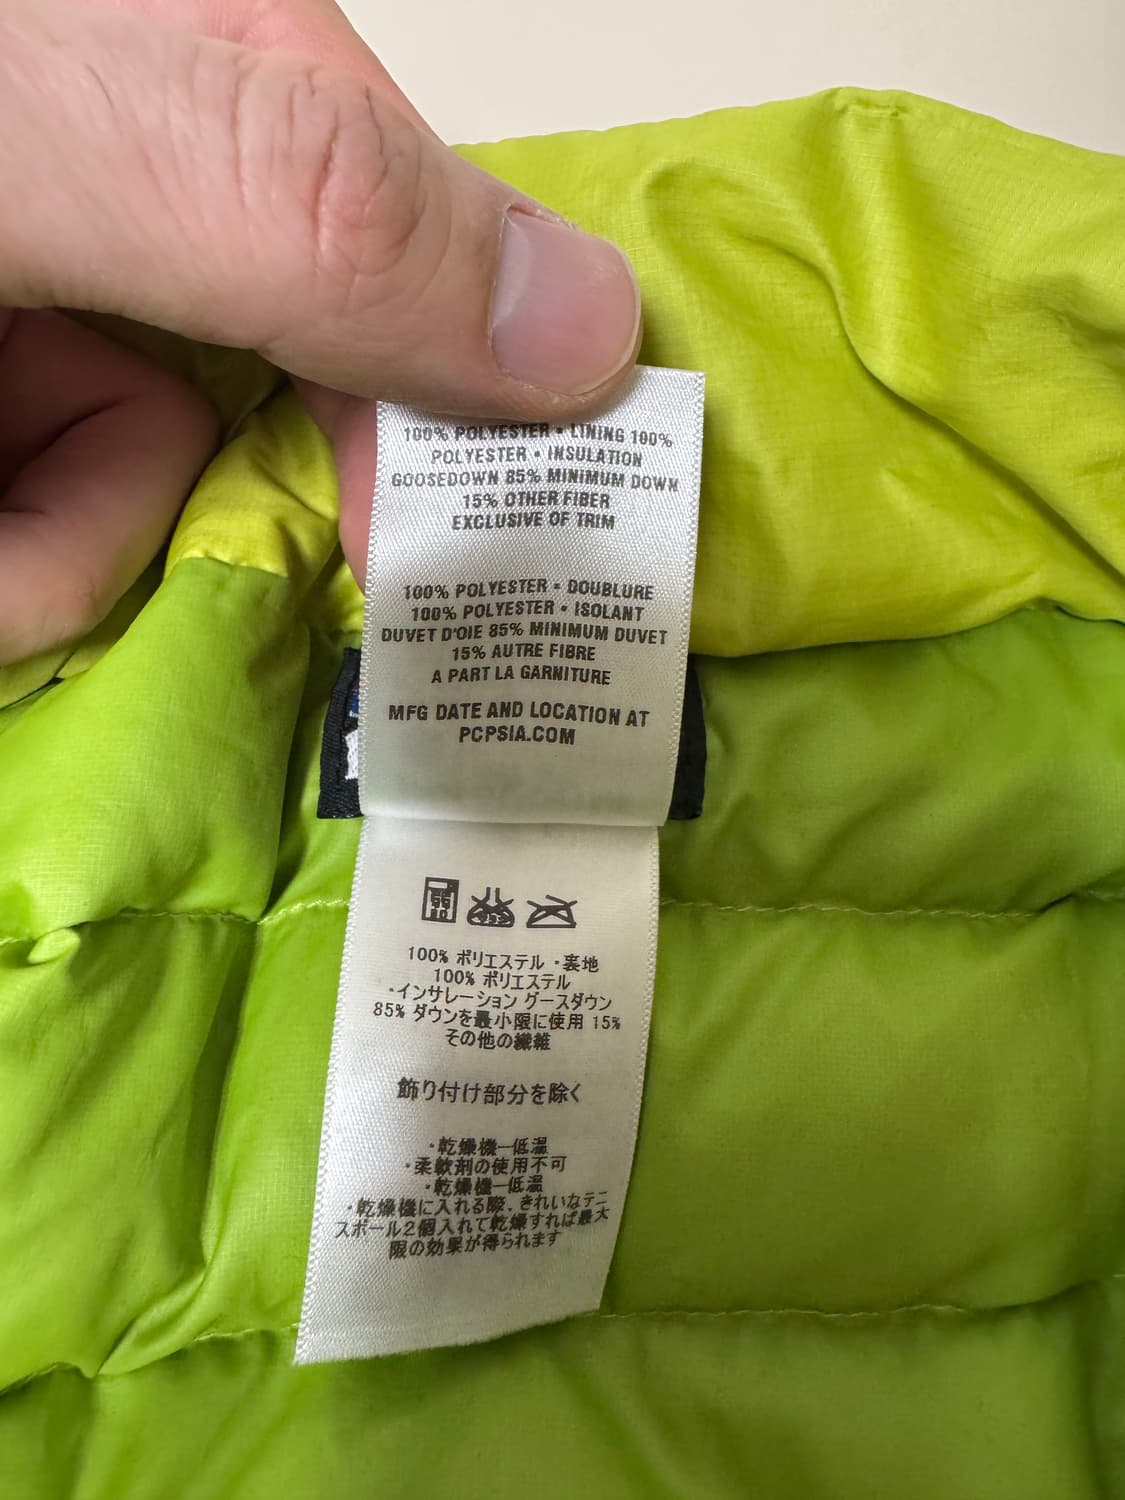 100% POLYESTER • LINING 100%
POLYESTER • INSULATION
GOOSEDOWN 85% MINIMUM DOWN
15% OTHER FIBER
EXCLUSIVE OF TRIM
100% POLYESTER • DOUBLURE
100% POLYESTER • ISOLANT
DUVET D'OIE 85% MINIMUM DUVET
15% AUTRE FIBRE
A PART LA GARNITURE
MFG DATE AND LOCATION AT
PCPSIA.COM
100% ポリエステル ・裏地
100% ポリエステル
・インサレーション グースダウン
85% ダウンを最小限に使用 15%
その他の繊維
飾り付け部分を除く
・乾燥機一低温
・柔軟剤の使用不可
・乾燥機一低温
・乾燥機に入れる際、きれいなテニ
スボール2個入れて乾燥すれば最大
限の効果が得られます